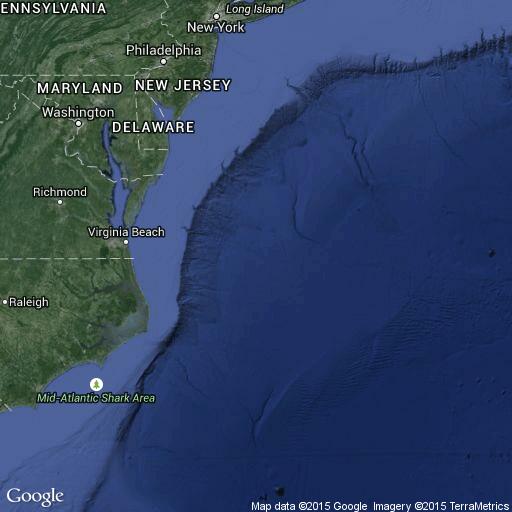 ENNSYLVANIA
Long Island
New York
Philadelphia
MARYLAND
NEW JERSEY
Washington
DELAWARE
Richmond
Virginia Beach
Raleigh
Mid-Atlantic Shark Area
Google
Map data ©2015 Google Imagery ©2015 TerraMetrics